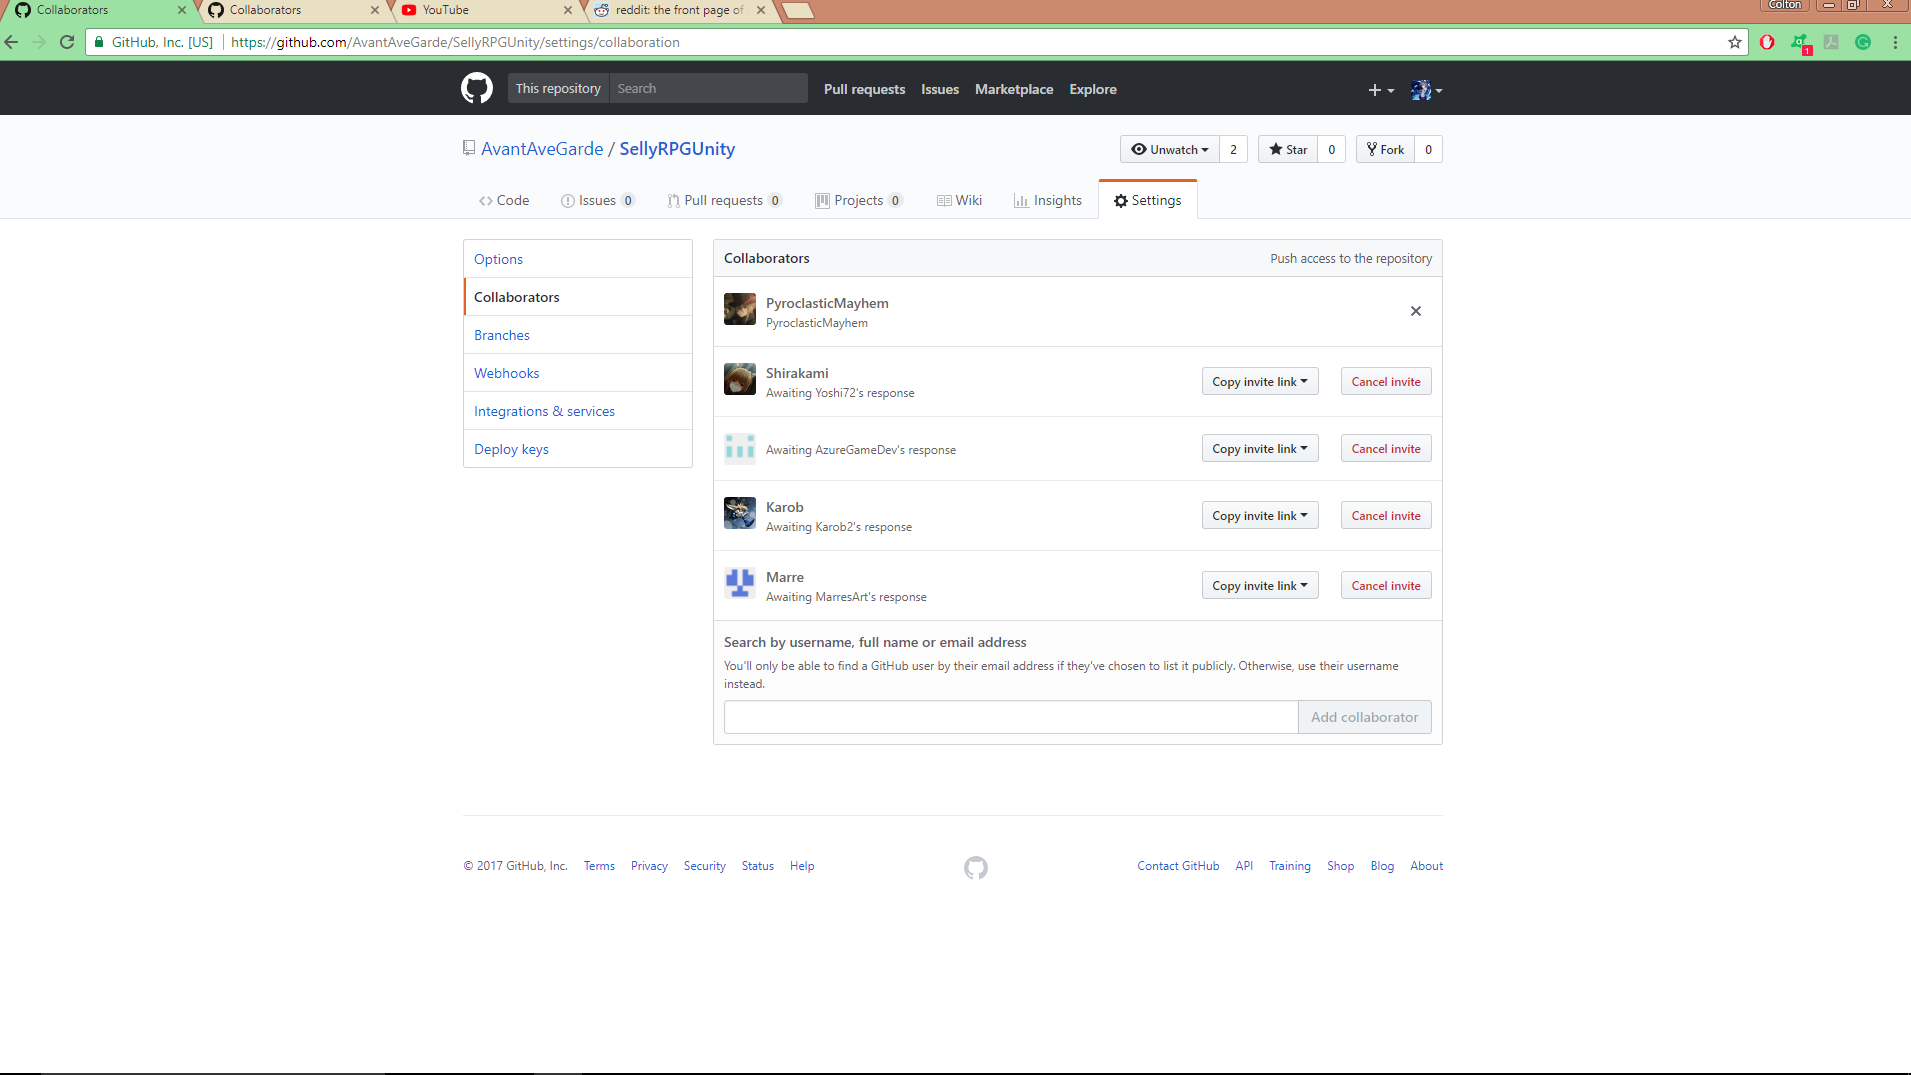 Collaborators
Collaborators
YouTube
reddit: the front page of
Colton
GitHub, Inc. [US]
https://github.com/AvantAveGarde/SellyRPGUnity/settings/collaboration
1
This repository
Search
Pull requests
Issues
Marketplace
Explore
AvantAveGarde / SellyRPGUnity
Unwatch 2
Star 0
Fork 0
Code
Issues 0
Pull requests 0
Projects 0
Wiki
Insights
Settings
Options
Collaborators
Branches
Webhooks
Integrations & services
Deploy keys
Collaborators
Push access to the repository
PyroclasticMayhem
PyroclasticMayhem
Shirakami
Awaiting Yoshi72's response
Copy invite link
Cancel invite
Awaiting AzureGameDev's response
Copy invite link
Cancel invite
Karob
Awaiting Karob2's response
Copy invite link
Cancel invite
Marre
Awaiting MarresArt's response
Copy invite link
Cancel invite
Search by username, full name or email address
You'll only be able to find a GitHub user by their email address if they've chosen to list it publicly. Otherwise, use their username
instead.
Add collaborator
© 2017 GitHub, Inc.
Terms
Privacy
Security
Status
Help
Contact GitHub
API
Training
Shop
Blog
About